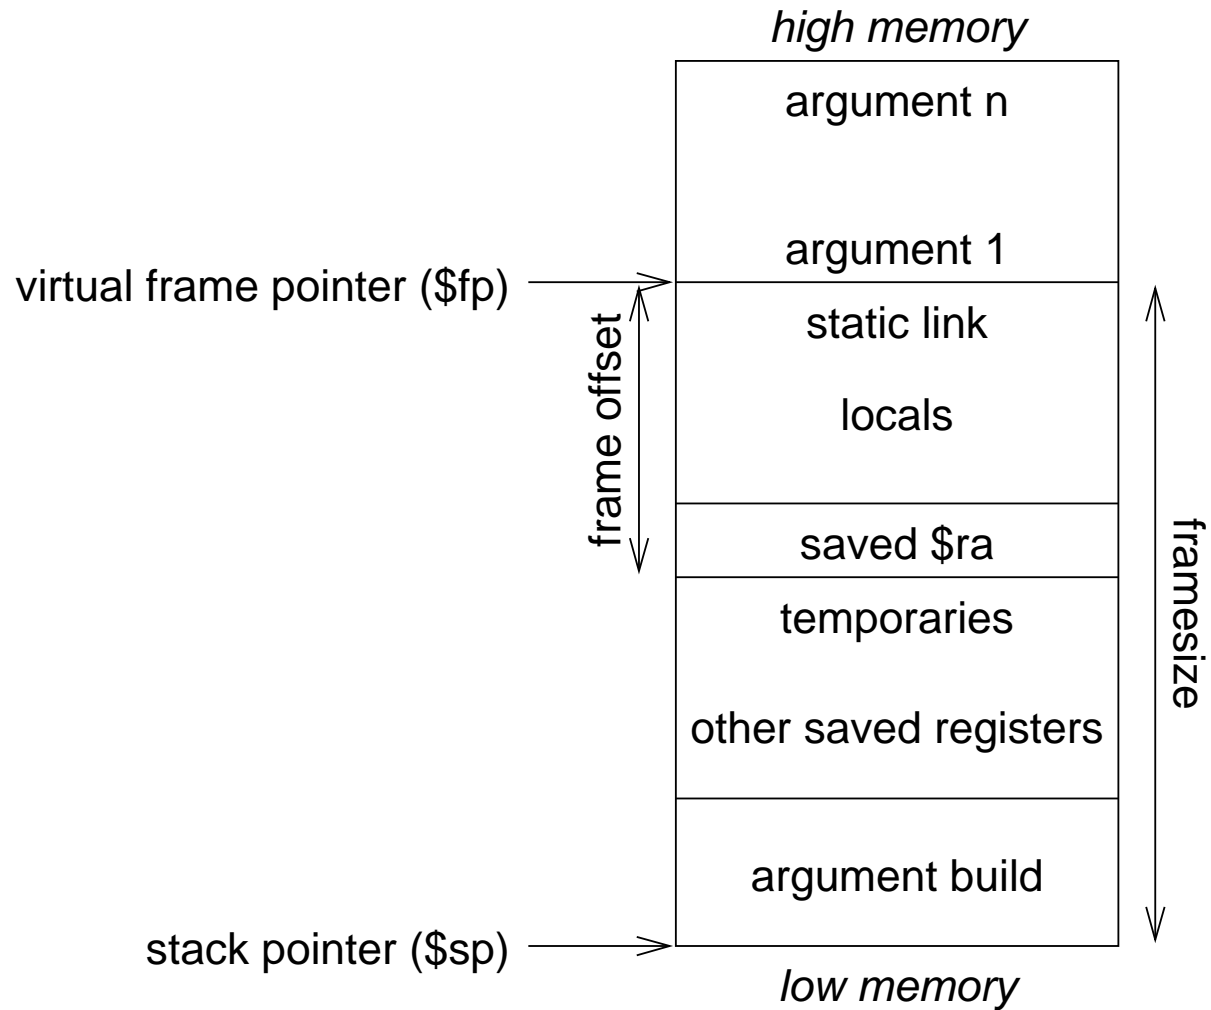 high memory
argument n
argument 1
virtual frame pointer ($fp)
static link
frame offset
locals
saved $ra
framesize
temporaries
other saved registers
argument build
stack pointer ($sp)
low memory